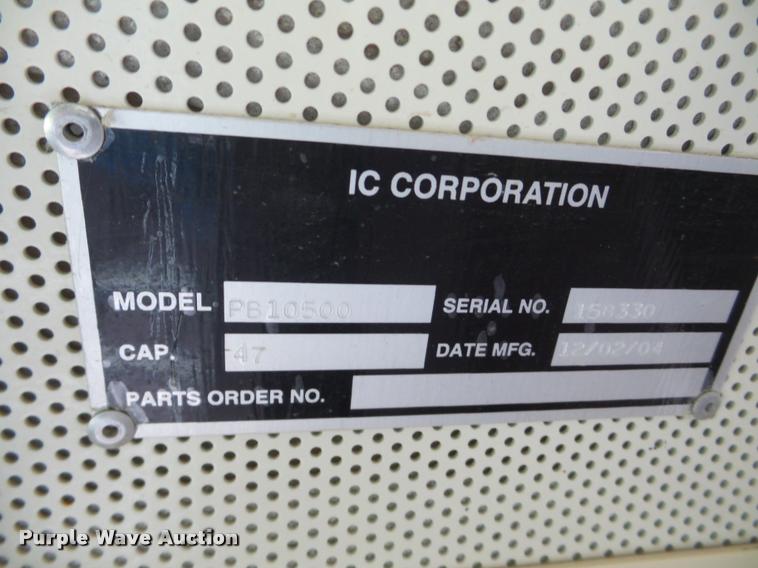 IC CORPORATION
MODEL PB10500 SERIAL NO. 158330
CAP. 47 DATE MFG. 12/02/04
PARTS ORDER NO.
Purple Wave Auction